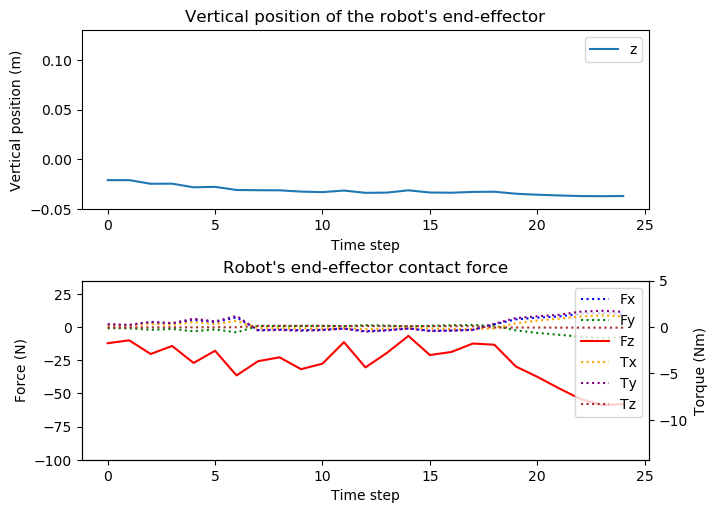 Vertical position of the robot's end-effector
z
0.10
0.05
0.00
−0.05
Vertical position (m)
0 5 10 15 20 25
Time step
Robot's end-effector contact force
25
0
−25
−50
−75
−100
Force (N)
Fx
Fy
Fz
Tx
Ty
Tz
5
0
−5
−10
Torque (Nm)
0 5 10 15 20 25
Time step